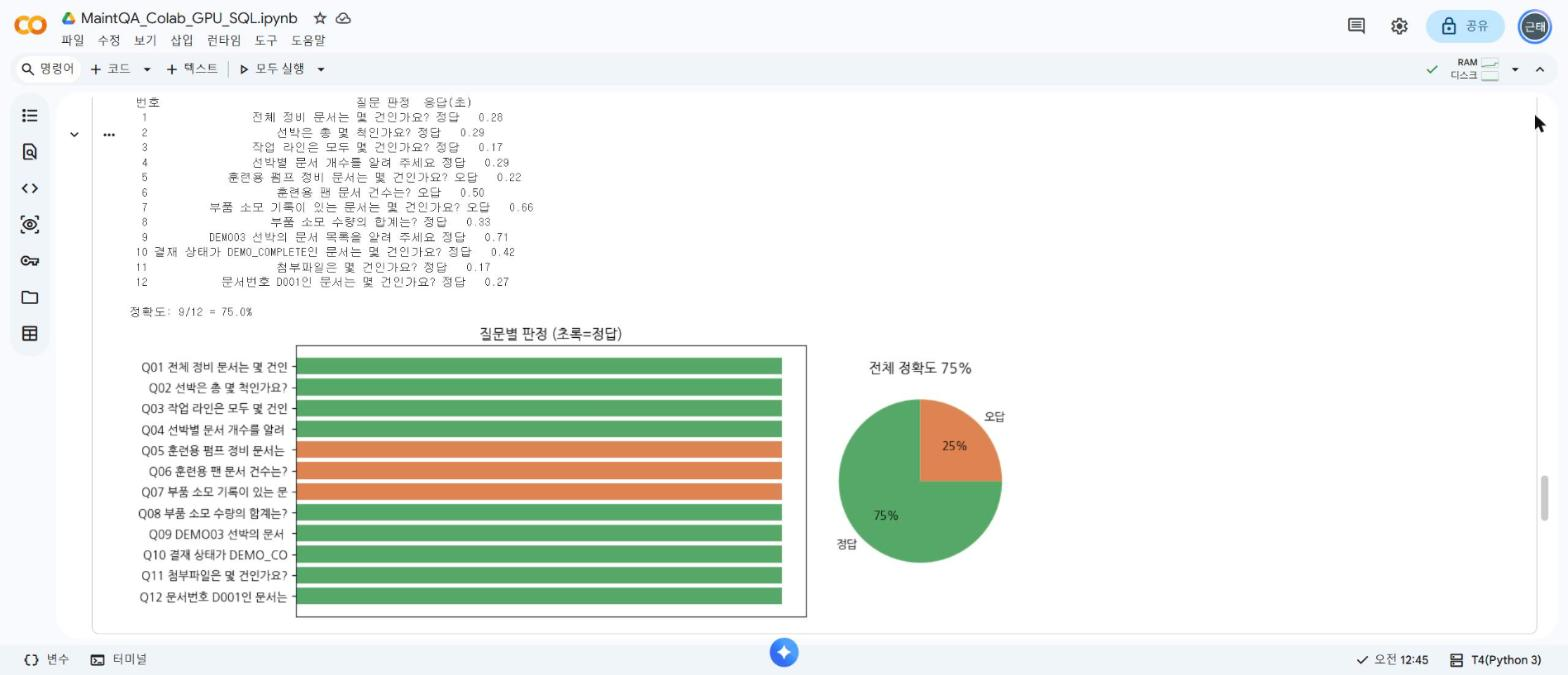 MaintQA_Colab_GPU_SQL.ipynb
파일 수정 보기 삽입 런타임 도구 도움말
공유
근태
명령어 + 코드 + 텍스트 모두 실행
RAM
디스크
번호 질문 판정 응답(초)
1 전체 정비 문서는 몇 건인가요? 정답 0.28
2 선박은 총 몇 척인가요? 정답 0.29
3 작업 라인은 모두 몇 건인가요? 정답 0.17
4 선박별 문서 개수를 알려 주세요 정답 0.29
5 훈련용 펌프 정비 문서는 몇 건인가요? 오답 0.22
6 훈련용 팬 문서 건수는? 오답 0.50
7 부품 소모 기록이 있는 문서는 몇 건인가요? 오답 0.66
8 부품 소모 수량의 합계는? 정답 0.33
9 DEMO03 선박의 문서 목록을 알려 주세요 정답 0.71
10 결재 상태가 DEMO_COMPLETE인 문서는 몇 건인가요? 정답 0.42
11 첨부파일은 몇 건인가요? 정답 0.17
12 문서번호 D001인 문서는 몇 건인가요? 정답 0.27
정확도: 9/12 = 75.0%
질문별 판정 (초록=정답)
Q01 전체 정비 문서는 몇 건인
Q02 선박은 총 몇 척인가요?
Q03 작업 라인은 모두 몇 건인
Q04 선박별 문서 개수를 알려
Q05 훈련용 펌프 정비 문서는
Q06 훈련용 팬 문서 건수는?
Q07 부품 소모 기록이 있는 문
Q08 부품 소모 수량의 합계는?
Q09 DEMO03 선박의 문서
Q10 결재 상태가 DEMO_CO
Q11 첨부파일은 몇 건인가요?
Q12 문서번호 D001인 문서는
전체 정확도 75%
오답
25%
75%
정답
변수 터미널
오전 12:45 T4(Python 3)